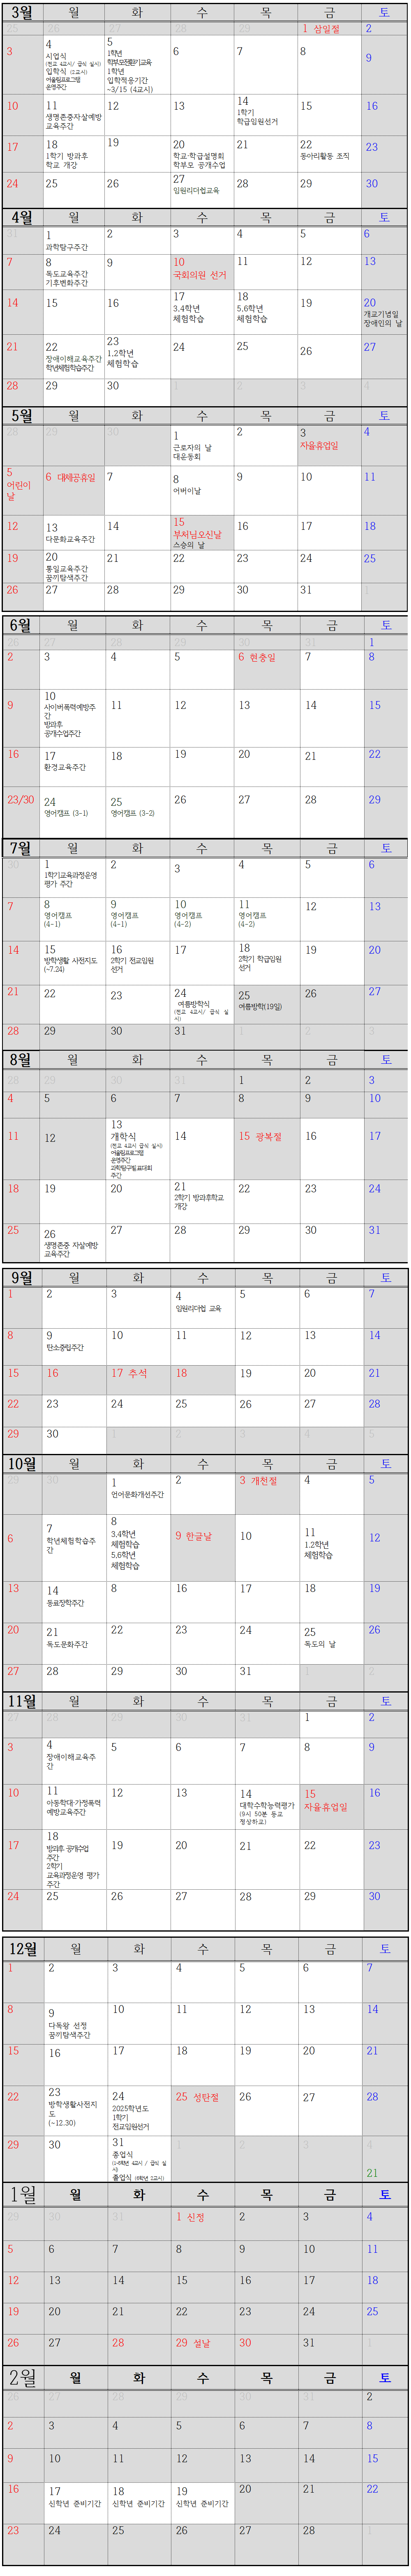 3월 월 화 수 목 금 토
25 26 27 28 29 1 삼일절 2
3 4 5 6 7 8 9
시업식
(전교 4교시/ 급식 실시)
입학식 (2교시)
어울림프로그램
운영주간
1학년
학부모전환기교육
1학년
입학적응기간
~3/15 (4교시)
10 11 12 13 14 15 16
생명존중자살예방
교육주간
1학기
학급임원선거
17 18 19 20 21 22 23
1학기 방과후
학교 개강
학교·학급설명회
학부모 공개수업
동아리활동 조직
24 25 26 27 28 29 30
임원리더쉽교육
4월 월 화 수 목 금 토
31 1 2 3 4 5 6
과학탐구주간
7 8 9 10 11 12 13
독도교육주간
기후변화주간
국회의원 선거
14 15 16 17 18 19 20
3,4학년
체험학습
5,6학년
체험학습
개교기념일
장애인의 날
21 22 23 24 25 26 27
장애이해교육주간
학년체험학습주간
1,2학년
체험학습
28 29 30 1 2 3 4
5월 월 화 수 목 금 토
28 29 30 1 2 3 4
근로자의 날
대운동회
자율휴업일
5 6 대체공휴일 7 8 9 10 11
어린이
날
어버이날
12 13 14 15 16 17 18
다문화교육주간
부처님오신날
스승의 날
19 20 21 22 23 24 25
통일교육주간
꿈끼탐색주간
26 27 28 29 30 31 1
6월 월 화 수 목 금 토
26 27 28 29 30 31 1
2 3 4 5 6 현충일 7 8
9 10 11 12 13 14 15
사이버폭력예방주
간
방과후
공개수업주간
16 17 18 19 20 21 22
환경교육주간
23/30 24 25 26 27 28 29
영어캠프 (3-1)
영어캠프 (3-2)
7월 월 화 수 목 금 토
30 1 2 3 4 5 6
1학기교육과정운영
평가 주간
7 8 9 10 11 12 13
영어캠프
(4-1)
영어캠프
(4-1)
영어캠프
(4-2)
영어캠프
(4-2)
14 15 16 17 18 19 20
방학생활 사전지도
(~7.24)
2학기 전교임원
선거
2학기 학급임원
선거
21 22 23 24 25 26 27
여름방학식
(전교 4교시/ 급식 실
시)
여름방학(19일)
28 29 30 31 1 2 3
8월 월 화 수 목 금 토
28 29 30 31 1 2 3
4 5 6 7 8 9 10
11 12 13 14 15 광복절 16 17
개학식
(전교 4교시 급식 실시)
어울림프로그램
운영주간
과학탐구발표대회
주간
18 19 20 21 22 23 24
2학기 방과후학교
개강
25 26 27 28 29 30 31
생명존중 자살예방
교육주간
9월 월 화 수 목 금 토
1 2 3 4 5 6 7
임원리더쉽 교육
8 9 10 11 12 13 14
탄소중립주간
15 16 17 추석 18 19 20 21
22 23 24 25 26 27 28
29 30 1 2 3 4 5
10월 월 화 수 목 금 토
29 30 1 2 3 개천절 4 5
언어문화개선주간
6 7 8 9 한글날 10 11 12
학년체험학습주
간
3,4학년
체험학습
5,6학년
체험학습
1,2학년
체험학습
13 14 8 16 17 18 19
동료장학주간
20 21 22 23 24 25 26
독도문화주간
독도의 날
27 28 29 30 31 1 2
11월 월 화 수 목 금 토
27 28 29 30 31 1 2
3 4 5 6 7 8 9
장애이해교육주
간
10 11 12 13 14 15 16
아동학대·가정폭력
예방교육주간
대학수학능력평가
(9시 50분 등교
정상하교)
자율휴업일
17 18 19 20 21 22 23
방과후 공개수업
주간
2학기
교육과정운영 평가
주간
24 25 26 27 28 29 30
12월 월 화 수 목 금 토
1 2 3 4 5 6 7
8 9 10 11 12 13 14
다독왕 선정
꿈끼탐색주간
15 16 17 18 19 20 21
22 23 24 25 성탄절 26 27 28
방학생활사전지
도
(~12.30)
2025학년도
1학기
전교임원선거
29 30 31 1 2 3 4
종업식
(1~5학년 4교시 / 급식 실
시)
졸업식 (6학년 2교시)
21
1월 월 화 수 목 금 토
29 30 31 1 신정 2 3 4
5 6 7 8 9 10 11
12 13 14 15 16 17 18
19 20 21 22 23 24 25
26 27 28 29 설날 30 31 1
2월 월 화 수 목 금 토
26 27 28 29 30 31 2
2 3 4 5 6 7 8
9 10 11 12 13 14 15
16 17 18 19 20 21 22
신학년 준비기간
신학년 준비기간
신학년 준비기간
23 24 25 26 27 28 1